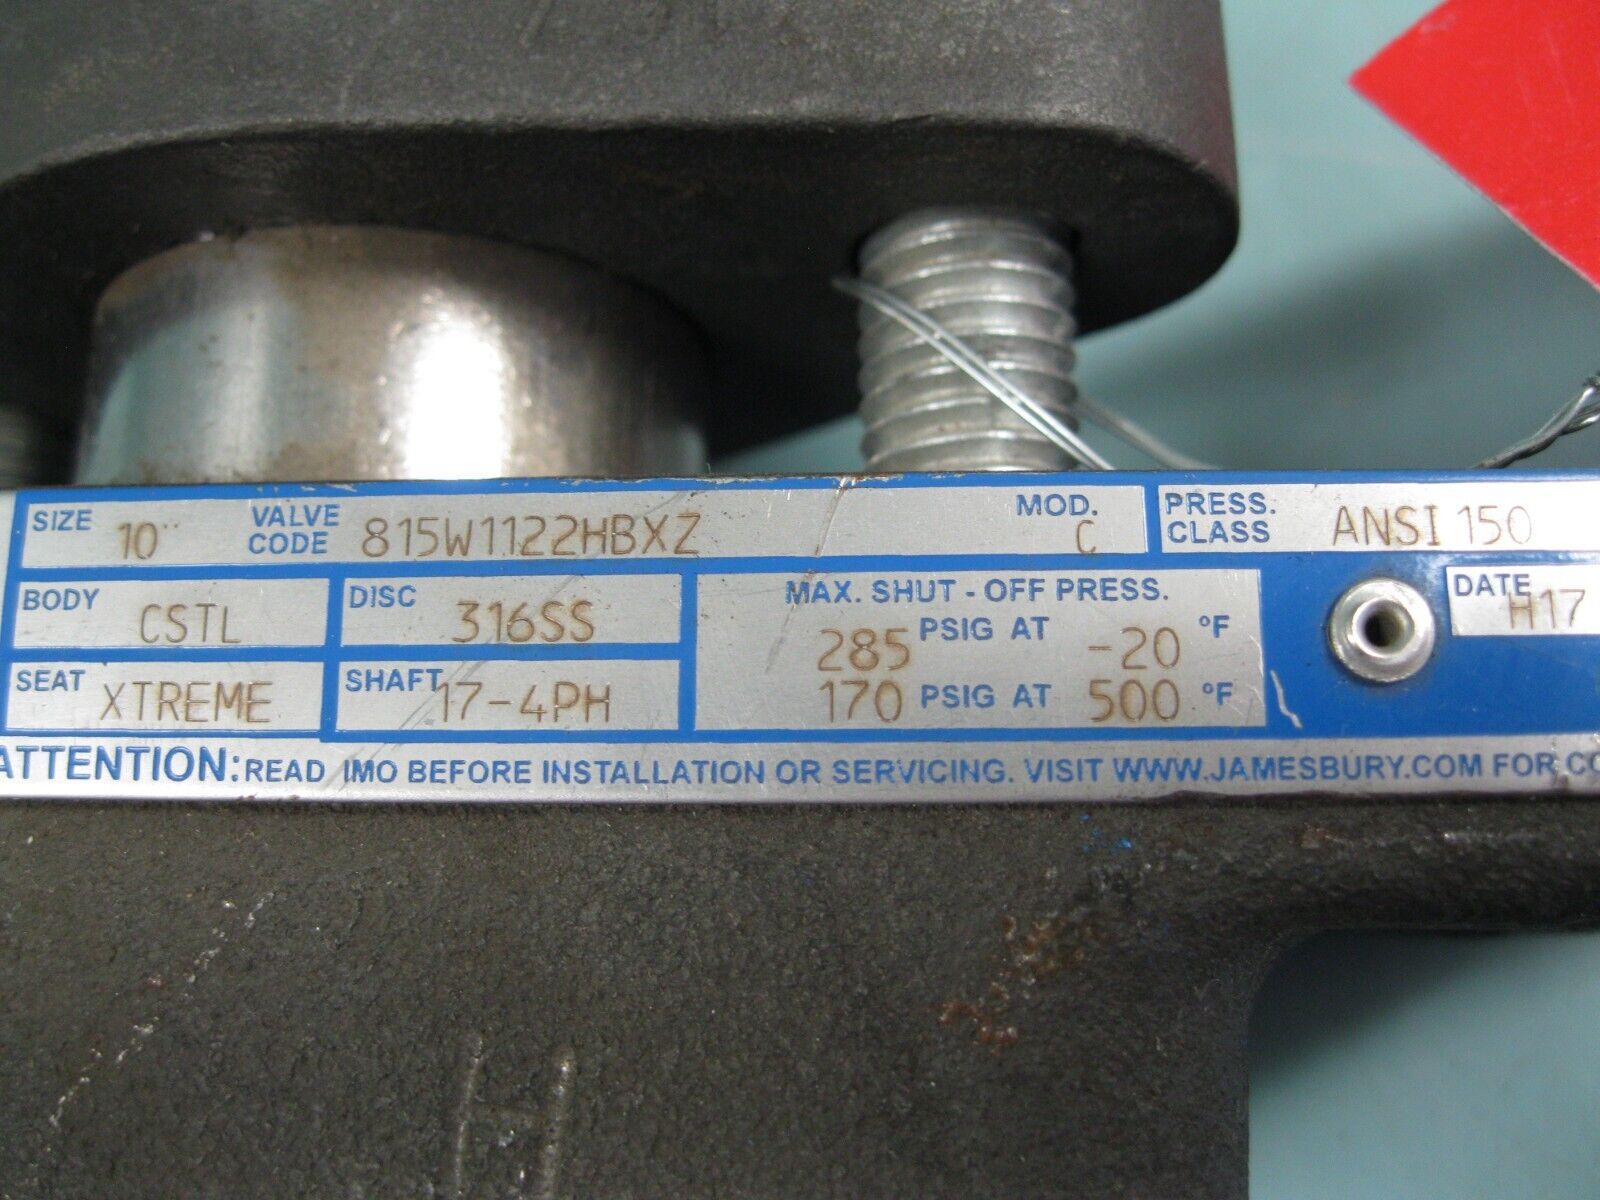 SIZE 10" VALVE CODE 815W1122HBXZ MOD. C PRESS. CLASS ANSI 150
BODY CSTL DISC 316SS MAX. SHUT - OFF PRESS. DATE H17
285 PSIG AT -20 °F
SEAT XTREME SHAFT 17-4PH 170 PSIG AT 500 °F
ATTENTION: READ IMO BEFORE INSTALLATION OR SERVICING. VISIT WWW.JAMESBURY.COM FOR CO
H